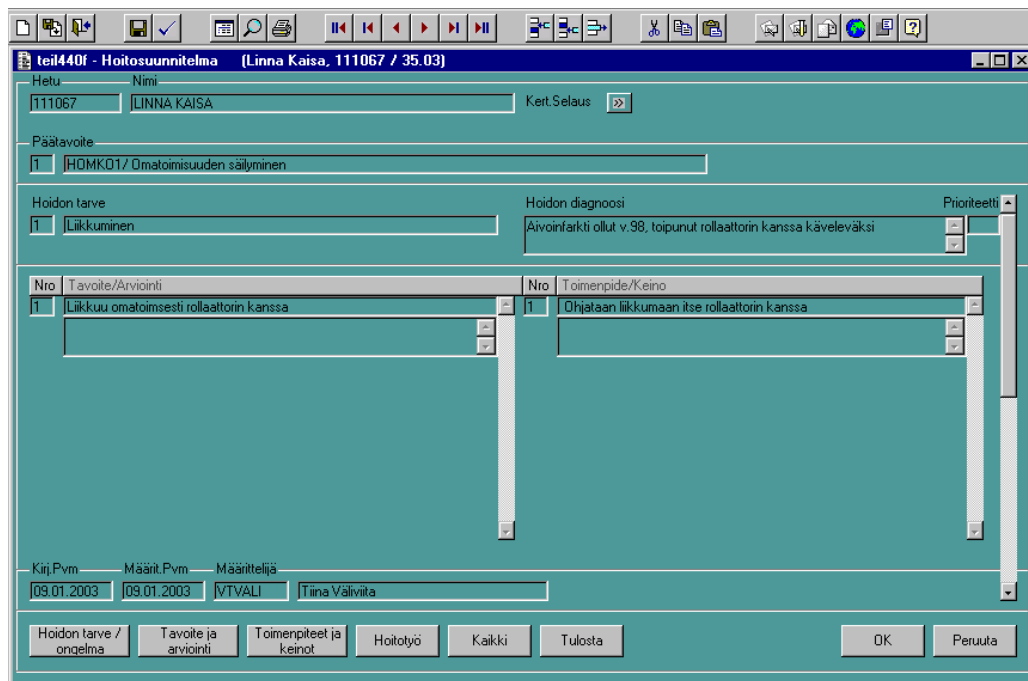 teil440f - Hoitosuunnitelma (Linna Kaisa, 111067 / 35.03)
Hetu Nimi
111067 LINNA KAISA Kert.Selaus
Päätavoite
1 HOMKO1/ Omatoimisuuden säilyminen
Hoidon tarve Hoidon diagnoosi Prioriteetti
1 Liikkuminen Aivoinfarkti ollut v.98, toipunut rollaattorin kanssa käveleväksi
Nro Tavoite/Arviointi Nro Toimenpide/Keino
1 Liikkuu omatoimsesti rollaattorin kanssa 1 Ohjataan liikkumaan itse rollaattorin kanssa
Kirj.Pvm Määrit.Pvm Määrittelijä
09.01.2003 09.01.2003 VTVALI Tiina Väliviita
Hoidon tarve / ongelma Tavoite ja arviointi Toimenpiteet ja keinot Hoitotyö Kaikki Tulosta OK Peruuta